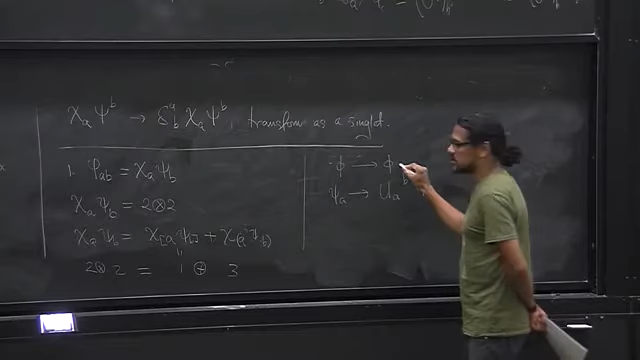 χ_a ψ^b → δ^a_b χ_a ψ^b, transform as a singlet.
1. φ_ab = χ_a ψ_b
χ_a ψ_b = 2⊗2
χ_a ψ_b = χ_[a ψ_b] + χ_(a ψ_b)
2⊗2 = 1 ⊕ 3
φ → φ
ψ_a → U_a^b